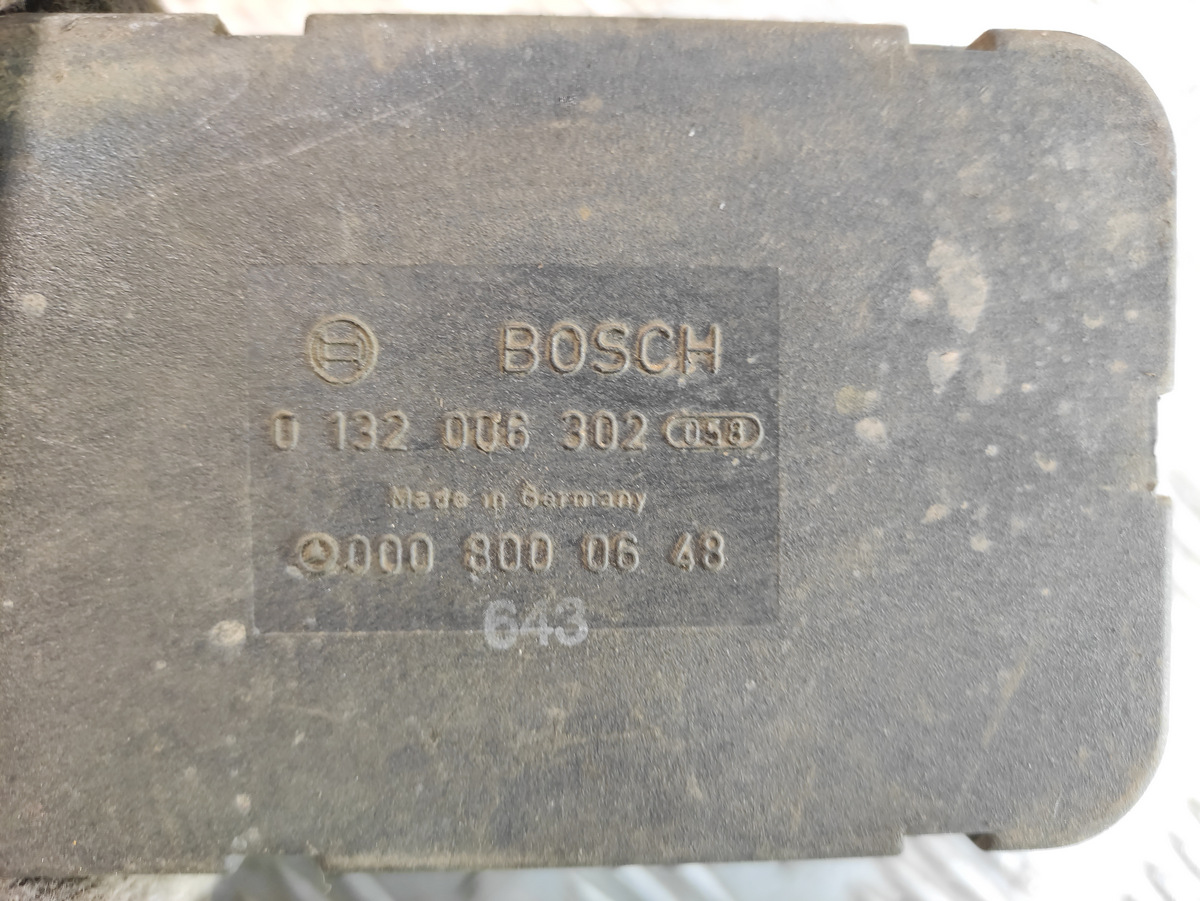 BOSCH
0 132 006 302 058
Made in Germany
000 800 06 48
643